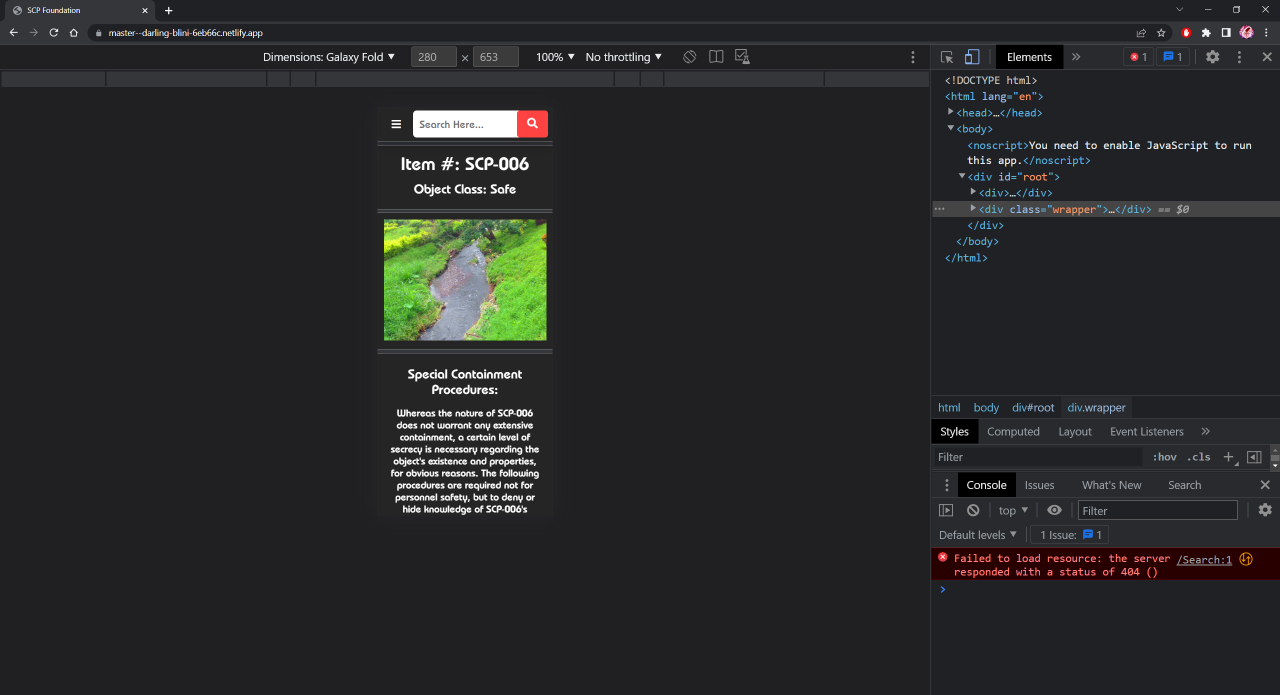 SCP Foundation
master--darling-blini-6eb66c.netlify.app
Dimensions: Galaxy Fold ▼ 280 x 653 100% ▼ No throttling ▼
Search Here...
Item #: SCP-006
Object Class: Safe
Special Containment
Procedures:
Whereas the nature of SCP-006
does not warrant any extensive
containment, a certain level of
secrecy is necessary regarding the
object's existence and properties,
for obvious reasons. The following
procedures are required not for
personnel safety, but to deny or
hide knowledge of SCP-006's
Elements » 1 1
<!DOCTYPE html>
<html lang="en">
<head>…</head>
<body>
<noscript>You need to enable JavaScript to run
this app.</noscript>
<div id="root">
<div>…</div>
<div class="wrapper">…</div> == $0
</div>
</body>
</html>
html body div#root div.wrapper
Styles Computed Layout Event Listeners »
Filter :hov .cls +
Console Issues What's New Search
top ▼ Filter
Default levels ▼ 1 Issue: 1
Failed to load resource: the server /Search:1
responded with a status of 404 ()